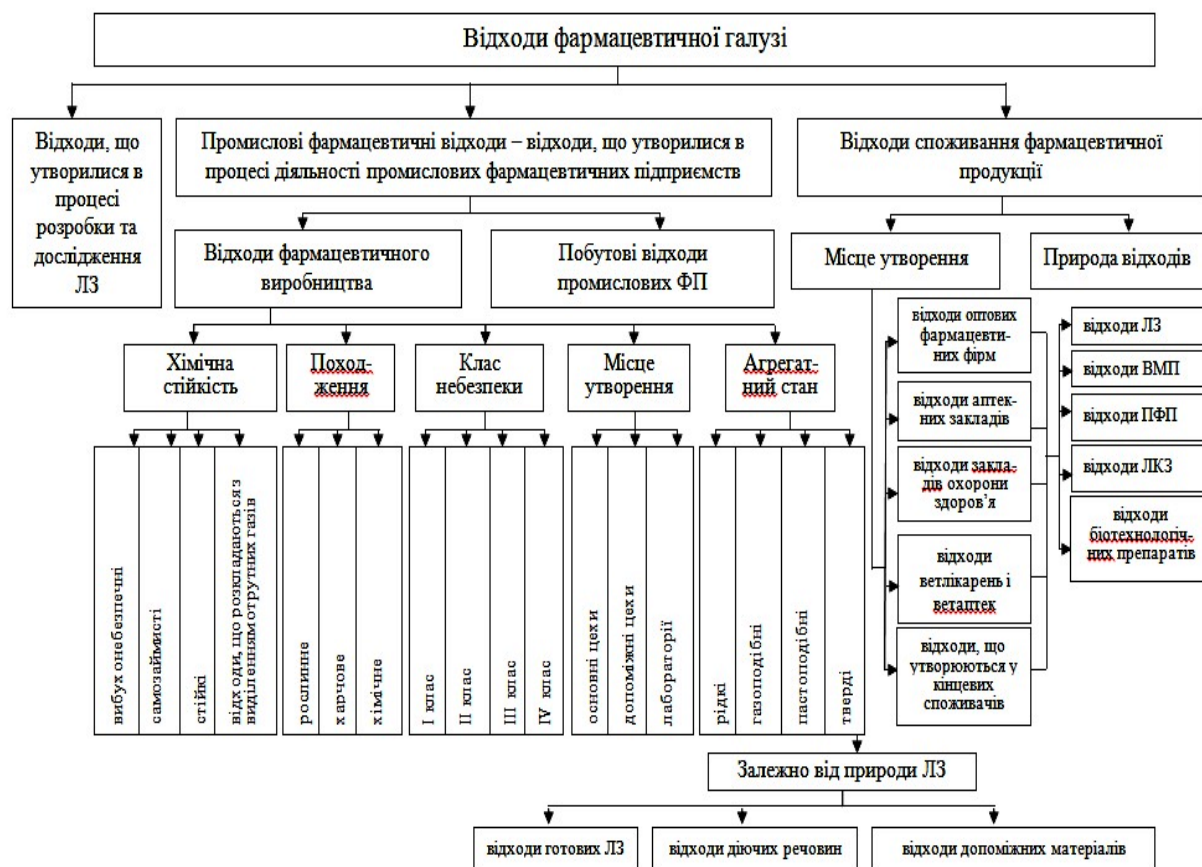 Відходи фармацевтичної галузі
Відходи, що
утворилися в
процесі
розробки та
дослідження
ЛЗ
Промислові фармацевтичні відходи – відходи, що утворилися в
процесі діяльності промислових фармацевтичних підприємств
Відходи споживання фармацевтичної
продукції
Відходи фармацевтичного
виробництва
Побутові відходи
промислових ФП
Місце утворення
Природа відходів
Хімічна
стійкість
Поход-
ження
Клас
небезпеки
Місце
утворення
Агрегат-
ний стан
вибухонебезпечні
самозаймисті
стійкі
відходи, що розкладаються з
виділенням отрутних газів
рослинне
харчове
хімічне
І клас
ІІ клас
ІІІ клас
IV клас
основні цехи
допоміжні цехи
лабораторії
рідкі
газоподібні
пастоподібні
тверді
відходи оптових
фармацевти-
чних фірм
відходи аптек-
них закладів
відходи закла-
дів охорони
здоров’я
відходи
ветлікарень і
ветаптек
відходи, що
утворюються у
кінцевих
споживачів
відходи ЛЗ
відходи ВМП
відходи ПФП
відходи ЛКЗ
відходи
біотехнологіч-
них препаратів
Залежно від природи ЛЗ
відходи готових ЛЗ
відходи діючих речовин
відходи допоміжних матеріалів